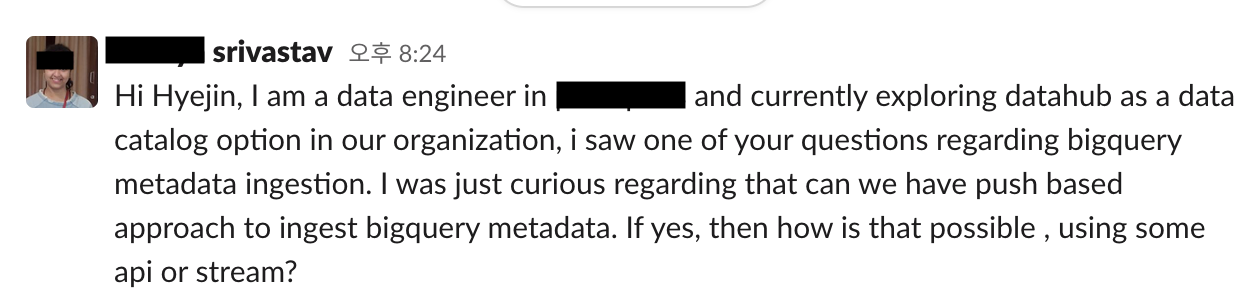 srivastav 오후 8:24
Hi Hyejin, I am a data engineer in and currently exploring datahub as a data
catalog option in our organization, i saw one of your questions regarding bigquery
metadata ingestion. I was just curious regarding that can we have push based
approach to ingest bigquery metadata. If yes, then how is that possible , using some
api or stream?